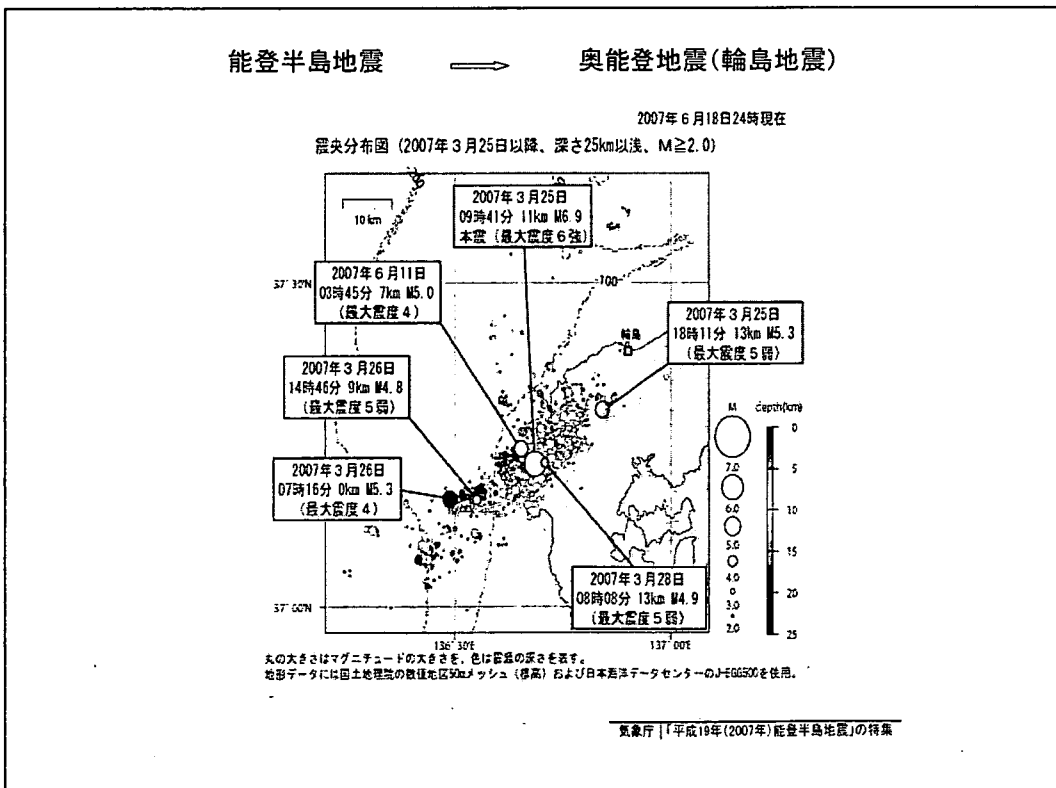 能登半島地震
奥能登地震(輪島地震)
2007年6月18日24時現在
震央分布図(2007年3月25日以降、深さ25km以浅、M≧2.0)
10km
2007年3月25日
09時41分 11km M6.9
本震(最大震度6強)
2007年6月11日
03時45分 7km M5.0
(最大震度4)
2007年3月25日
18時11分 13km M5.3
(最大震度5弱)
2007年3月26日
14時46分 9km M4.8
(最大震度5弱)
2007年3月26日
07時16分 0km M5.3
(最大震度4)
2007年3月28日
08時08分 13km M4.9
(最大震度5弱)
輪島
100
37°30'N
37°00'N
136°30'E
137°00'E
M
7.0
6.0
5.0
4.0
3.0
2.0
depth(km)
0
5
10
15
20
25
丸の大きさはマグニチュードの大きさを、色は震源の深さを表す。
地形データには国土地理院の数値地図50mメッシュ(標高)および日本海洋データセンターのJ-EGG500を使用。
気象庁|「平成19年(2007年)能登半島地震」の特集